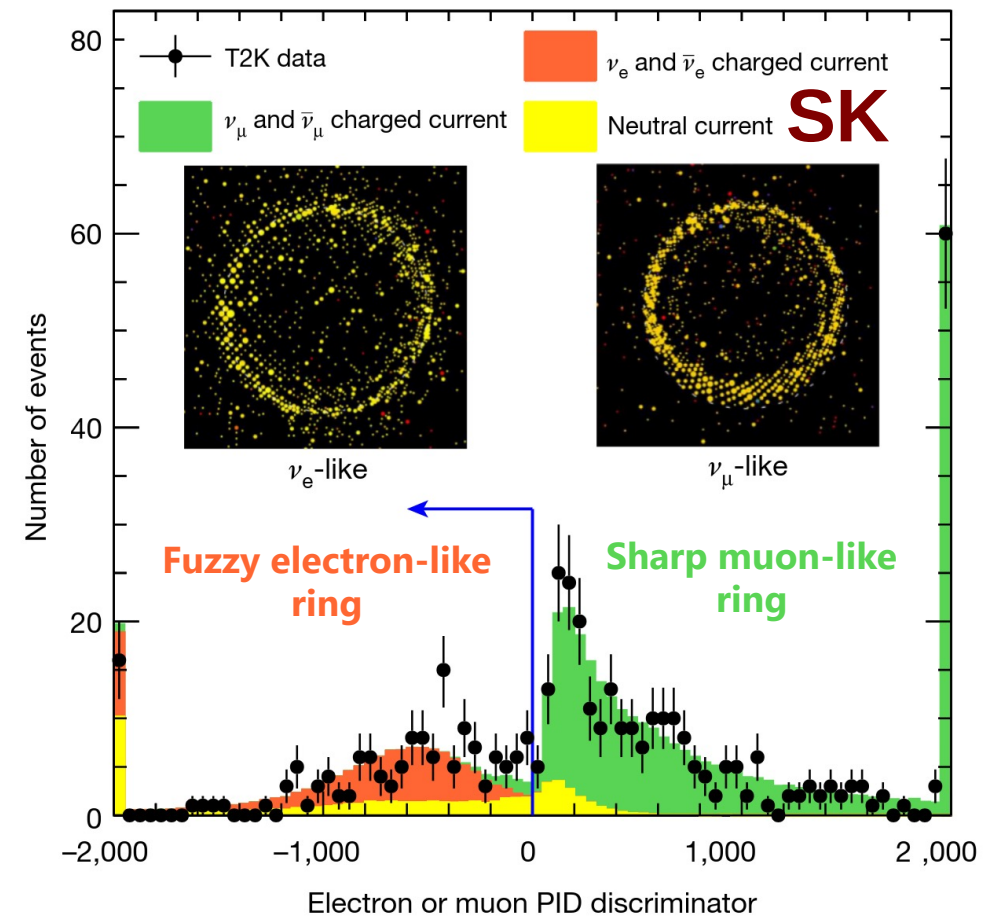 80
T2K data
νe and ν̄e charged current
νμ and ν̄μ charged current
Neutral current
SK
60
40
νe-like
νμ-like
Number of events
Fuzzy electron-like
ring
Sharp muon-like
ring
20
0
−2,000
−1,000
0
1,000
2 ,000
Electron or muon PID discriminator